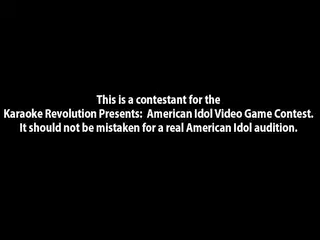 This is a contestant for the
Karaoke Revolution Presents:  American Idol Video Game Contest.
It should not be mistaken for a real American Idol audition.